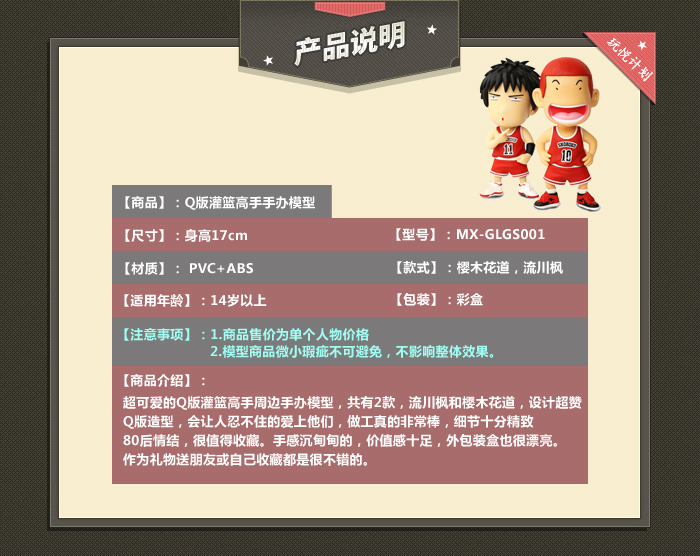 产品说明
玩悦计划
11
10
【商品】：Q版灌篮高手手办模型
【尺寸】：身高17cm 【型号】：MX-GLGS001
【材质】： PVC+ABS 【款式】：樱木花道，流川枫
【适用年龄】：14岁以上 【包装】：彩盒
【注意事项】：1.商品售价为单个人物价格
2.模型商品微小瑕疵不可避免，不影响整体效果。
【商品介绍】：
超可爱的Q版灌篮高手周边手办模型，共有2款，流川枫和樱木花道，设计超赞
Q版造型，会让人忍不住的爱上他们，做工真的非常棒，细节十分精致
80后情结，很值得收藏。手感沉甸甸的，价值感十足，外包装盒也很漂亮。
作为礼物送朋友或自己收藏都是很不错的。